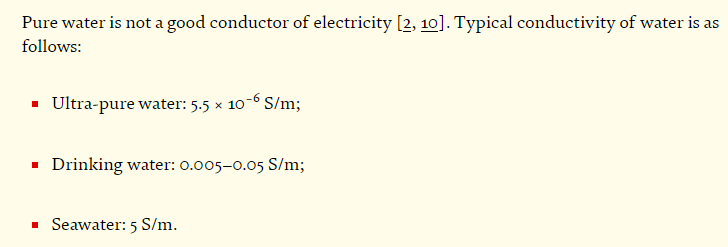 Pure water is not a good conductor of electricity [2, 10]. Typical conductivity of water is as
follows:
▪ Ultra-pure water: 5.5 × 10⁻⁶ S/m;
▪ Drinking water: 0.005–0.05 S/m;
▪ Seawater: 5 S/m.